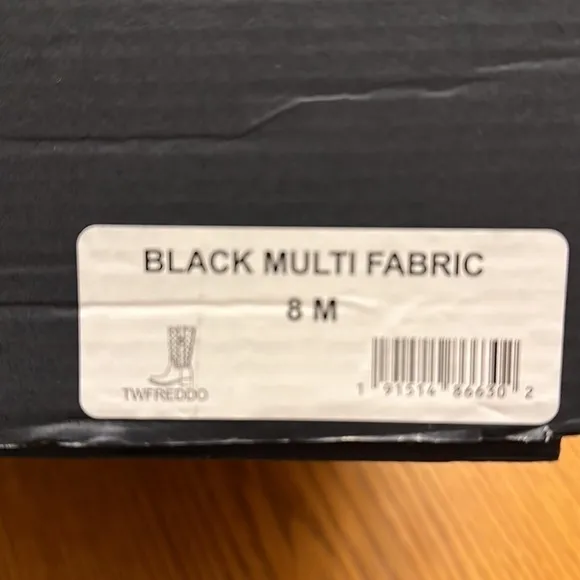 BLACK MULTI FABRIC
8 M
TWFREDDO
1 91514 86630 2